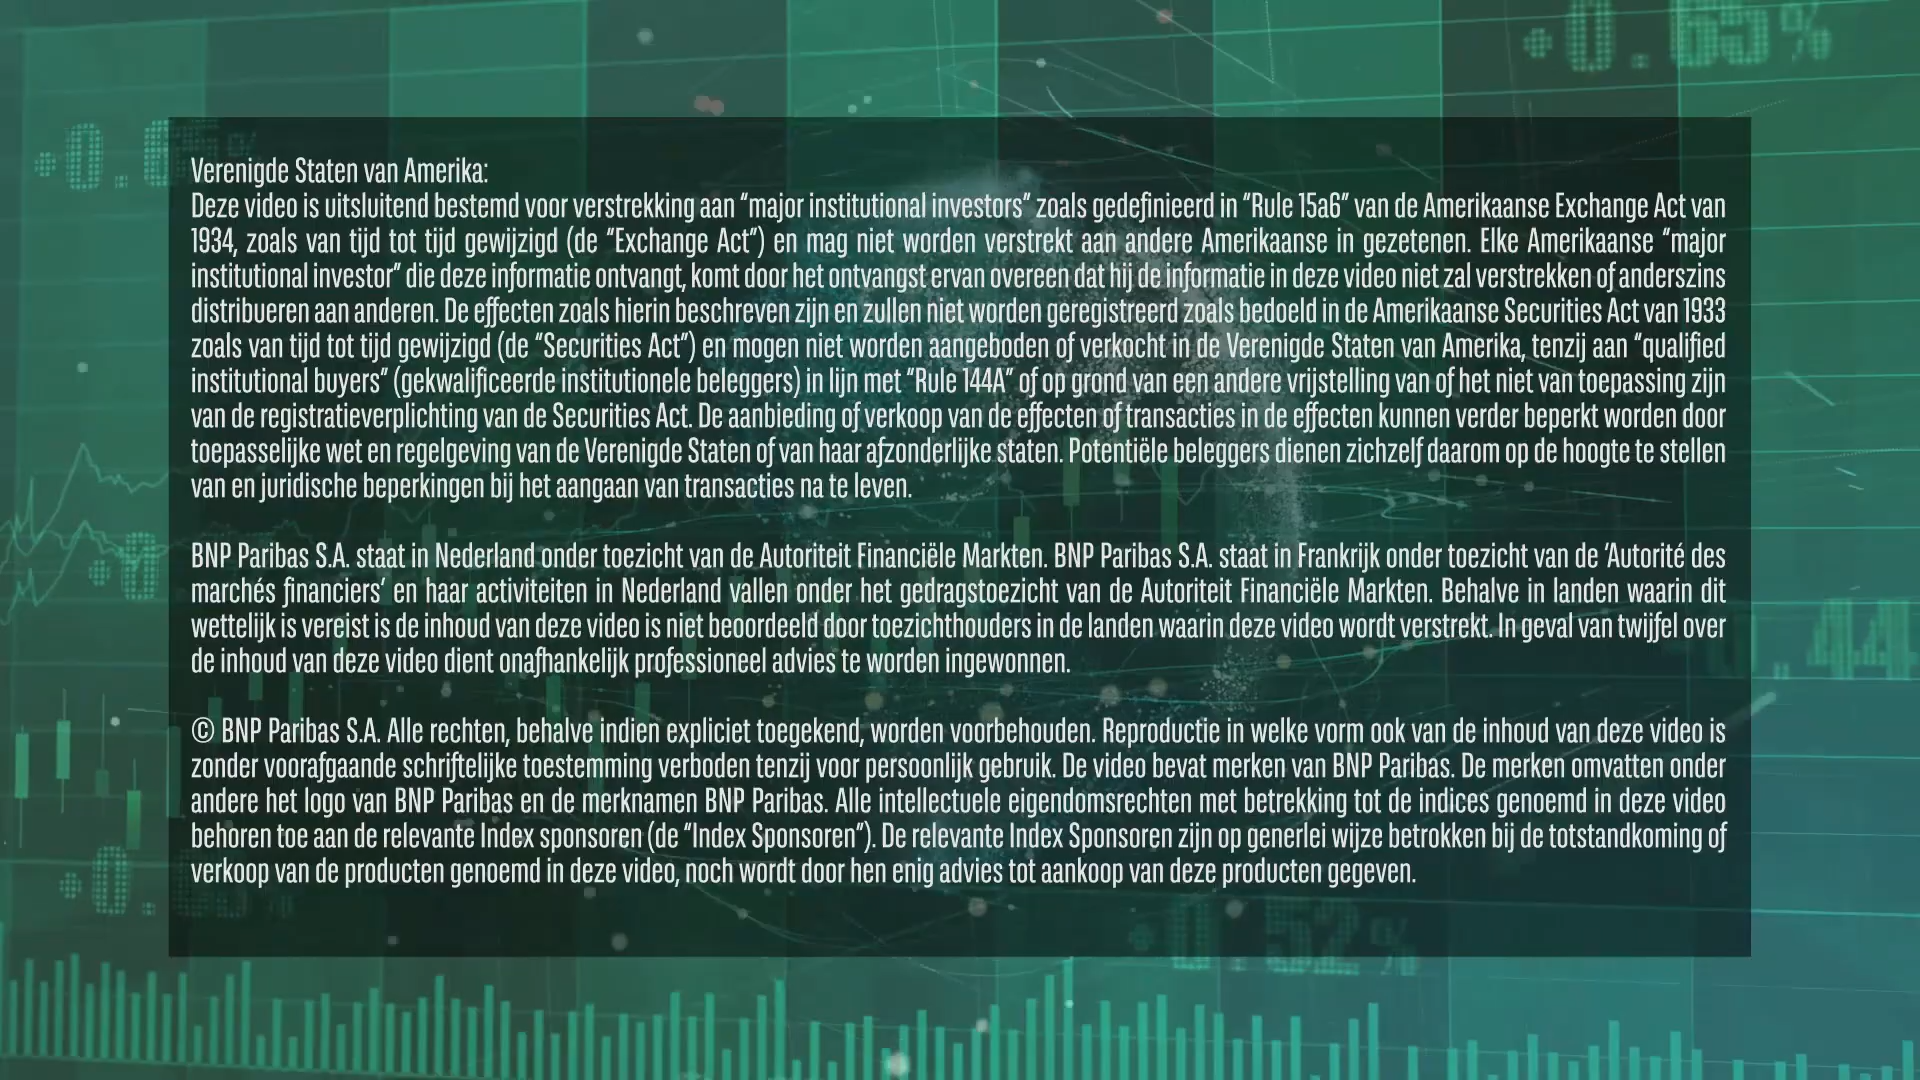 +0.65%
Verenigde Staten van Amerika:
Deze video is uitsluitend bestemd voor verstrekking aan “major institutional investors” zoals gedefinieerd in “Rule 15a6” van de Amerikaanse Exchange Act van
1934, zoals van tijd tot tijd gewijzigd (de “Exchange Act”) en mag niet worden verstrekt aan andere Amerikaanse in gezetenen. Elke Amerikaanse “major
institutional investor” die deze informatie ontvangt, komt door het ontvangst ervan overeen dat hij de informatie in deze video niet zal verstrekken of anderszins
distribueren aan anderen. De effecten zoals hierin beschreven zijn en zullen niet worden geregistreerd zoals bedoeld in de Amerikaanse Securities Act van 1933
zoals van tijd tot tijd gewijzigd (de “Securities Act”) en mogen niet worden aangeboden of verkocht in de Verenigde Staten van Amerika, tenzij aan “qualified
institutional buyers” (gekwalificeerde institutionele beleggers) in lijn met “Rule 144A” of op grond van een andere vrijstelling van of het niet van toepassing zijn
van de registratieverplichting van de Securities Act. De aanbieding of verkoop van de effecten of transacties in de effecten kunnen verder beperkt worden door
toepasselijke wet en regelgeving van de Verenigde Staten of van haar afzonderlijke staten. Potentiële beleggers dienen zichzelf daarom op de hoogte te stellen
van en juridische beperkingen bij het aangaan van transacties na te leven.
BNP Paribas S.A. staat in Nederland onder toezicht van de Autoriteit Financiële Markten. BNP Paribas S.A. staat in Frankrijk onder toezicht van de ‘Autorité des
marchés financiers’ en haar activiteiten in Nederland vallen onder het gedragstoezicht van de Autoriteit Financiële Markten. Behalve in landen waarin dit
wettelijk is vereist is de inhoud van deze video is niet beoordeeld door toezichthouders in de landen waarin deze video wordt verstrekt. In geval van twijfel over
de inhoud van deze video dient onafhankelijk professioneel advies te worden ingewonnen.
© BNP Paribas S.A. Alle rechten, behalve indien expliciet toegekend, worden voorbehouden. Reproductie in welke vorm ook van de inhoud van deze video is
zonder voorafgaande schriftelijke toestemming verboden tenzij voor persoonlijk gebruik. De video bevat merken van BNP Paribas. De merken omvatten onder
andere het logo van BNP Paribas en de merknamen BNP Paribas. Alle intellectuele eigendomsrechten met betrekking tot de indices genoemd in deze video
behoren toe aan de relevante Index sponsoren (de “Index Sponsoren”). De relevante Index Sponsoren zijn op generlei wijze betrokken bij de totstandkoming of
verkoop van de producten genoemd in deze video, noch wordt door hen enig advies tot aankoop van deze producten gegeven.
+0.52%